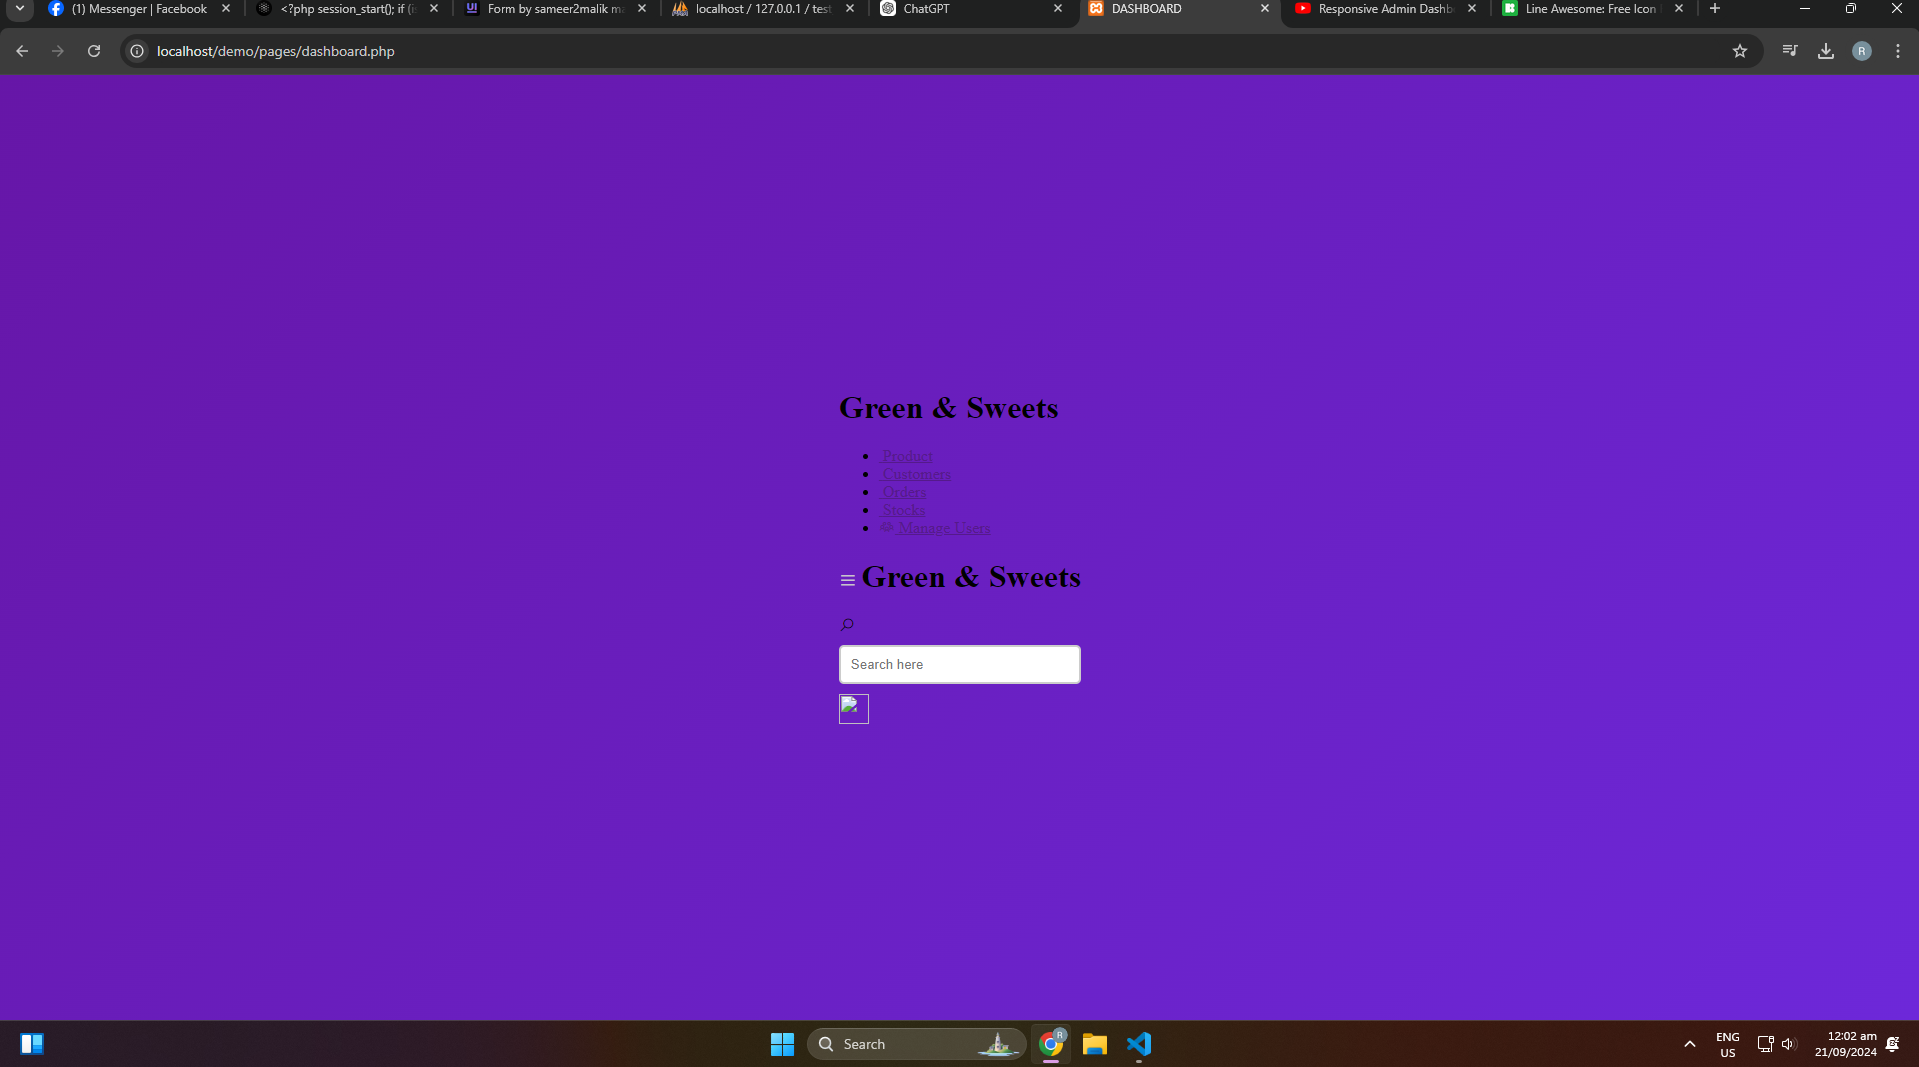 (1) Messenger | Facebook
<?php session_start(); if (is
Form by sameer2malik ma
localhost / 127.0.0.1 / test
ChatGPT
DASHBOARD
Responsive Admin Dashb
Line Awesome: Free Icon
localhost/demo/pages/dashboard.php
R
Green & Sweets
Product
Customers
Orders
Stocks
Manage Users
Green & Sweets
Search here
Search
R
ENG
US
12:02 am
21/09/2024